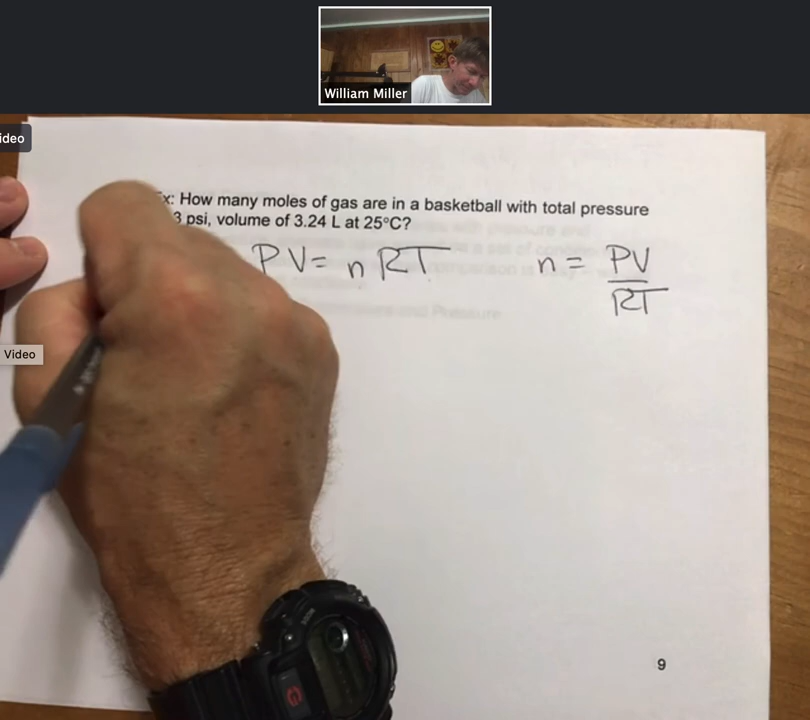 William Miller
ideo
x: How many moles of gas are in a basketball with total pressure
3 psi, volume of 3.24 L at 25°C?
PV= nRT
n = PV
RT
Video
9